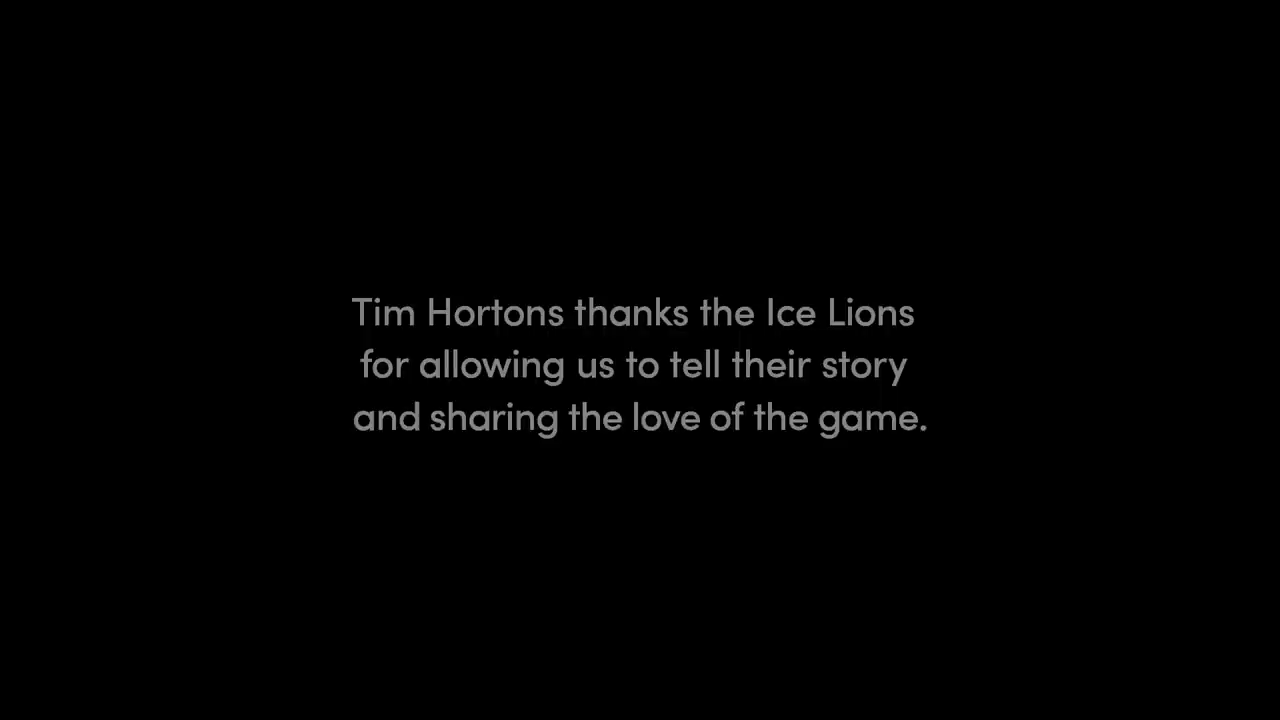 Tim Hortons thanks the Ice Lions
for allowing us to tell their story
and sharing the love of the game.